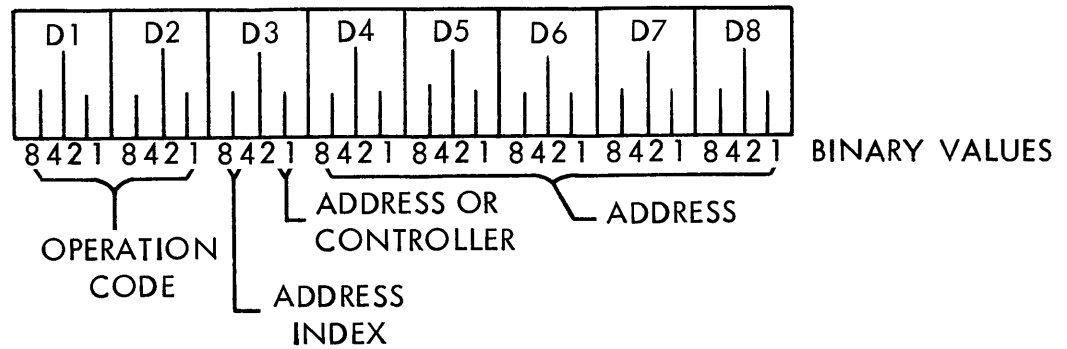 D1 D2 D3 D4 D5 D6 D7 D8
8421 8421 8421 8421 8421 8421 8421 8421 BINARY VALUES
OPERATION
CODE
ADDRESS
INDEX
ADDRESS OR
CONTROLLER
ADDRESS